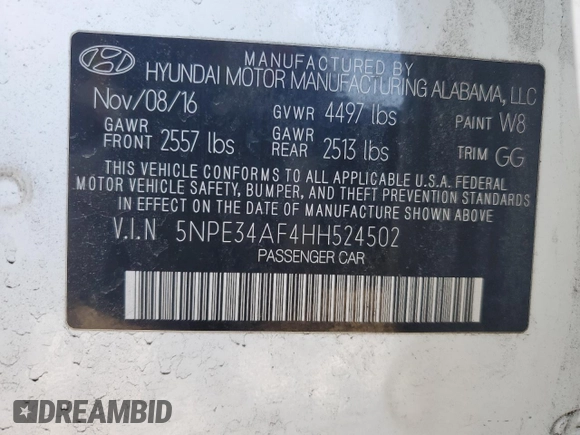 MANUFACTURED BY
HYUNDAI MOTOR MANUFACTURING ALABAMA, LLC
Nov/08/16 GVWR 4497 lbs PAINT W8
GAWR FRONT 2557 lbs GAWR REAR 2513 lbs TRIM GG
THIS VEHICLE CONFORMS TO ALL APPLICABLE U.S.A. FEDERAL
MOTOR VEHICLE SAFETY, BUMPER, AND THEFT PREVENTION STANDARDS
IN EFFECT ON THE DATE OF MANUFACTURE SHOWN ABOVE.
V.I.N 5NPE34AF4HH524502
PASSENGER CAR
DREAMBID